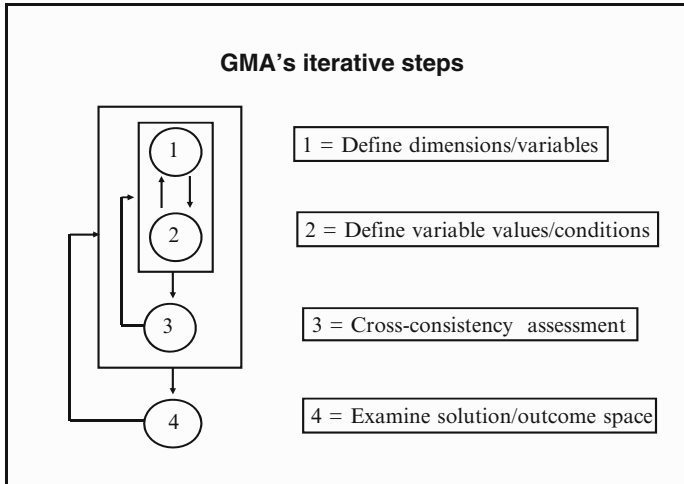 GMA's iterative steps
1
1 = Define dimensions/variables
2
2 = Define variable values/conditions
3
3 = Cross-consistency assessment
4
4 = Examine solution/outcome space